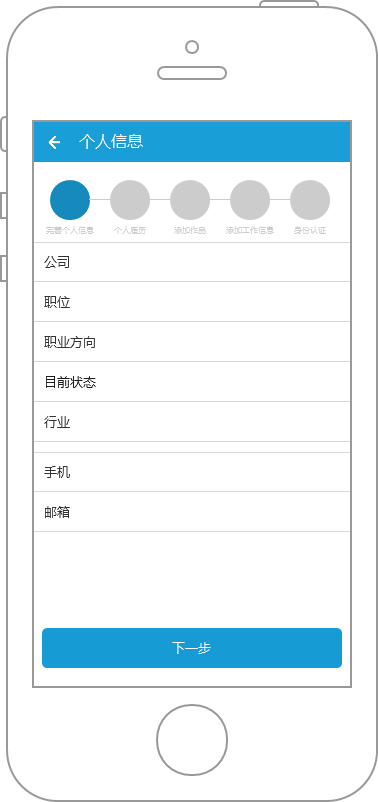 个人信息
完善个人信息 个人履历 添加作品 添加工作信息 身份认证
公司
职位
职业方向
目前状态
行业
手机
邮箱
下一步